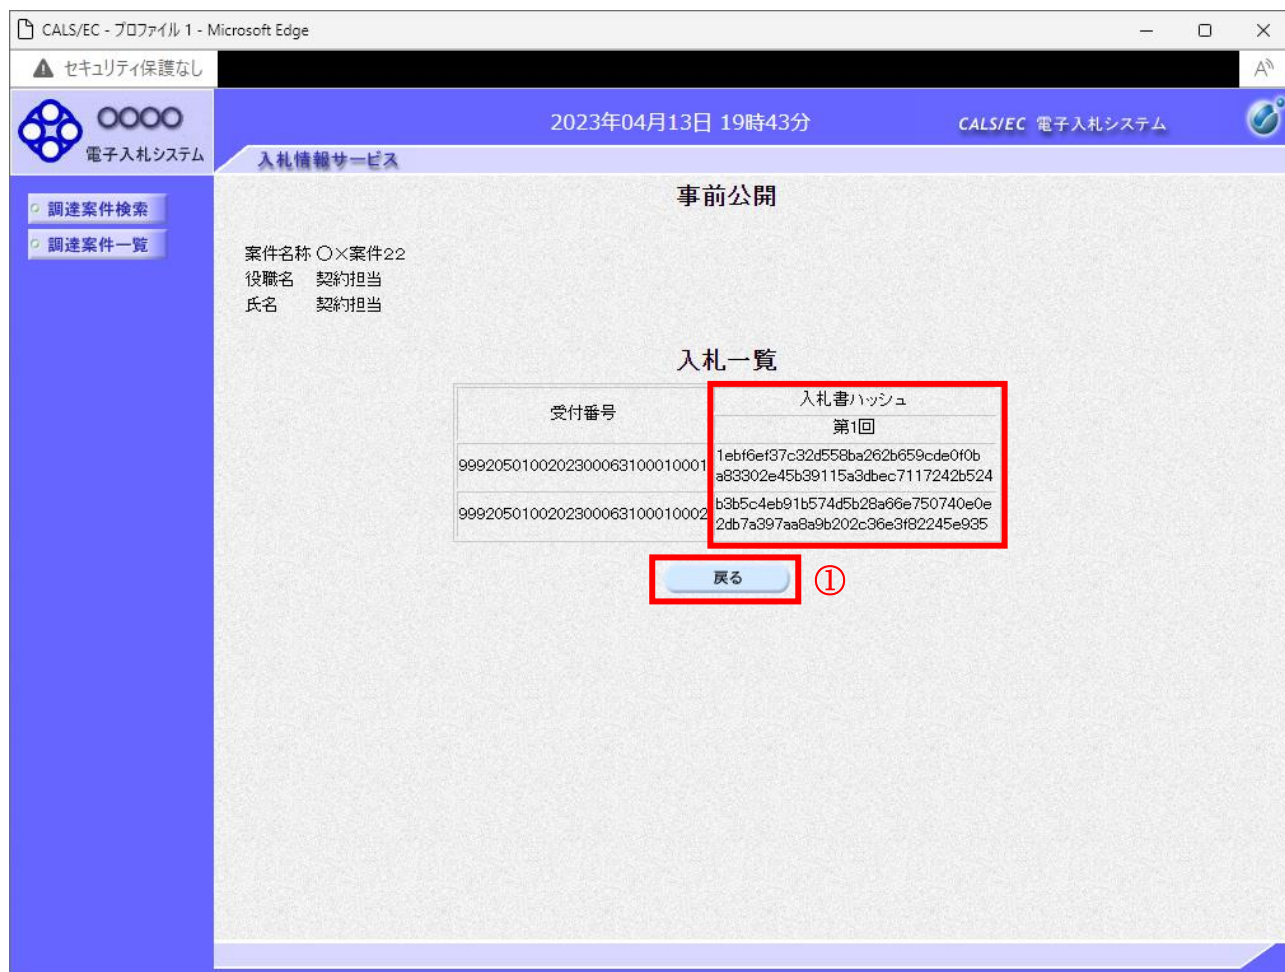 CALS/EC - プロファイル 1 - Microsoft Edge
セキュリティ保護なし
OOOO
電子入札システム
2023年04月13日 19時43分
CALS/EC 電子入札システム
入札情報サービス
調達案件検索
調達案件一覧
事前公開
案件名称 〇×案件22
役職名 契約担当
氏名 契約担当
入札一覧
受付番号
入札書ハッシュ
第1回
9992050100202300063100010001
1ebf6ef37c32d558ba262b659cde0f0b
a83302e45b39115a3dbec7117242b524
9992050100202300063100010002
b3b5c4eb91b574d5b28a66e750740e0e
2db7a397aa8a9b202c36e3f82245e935
戻る
①